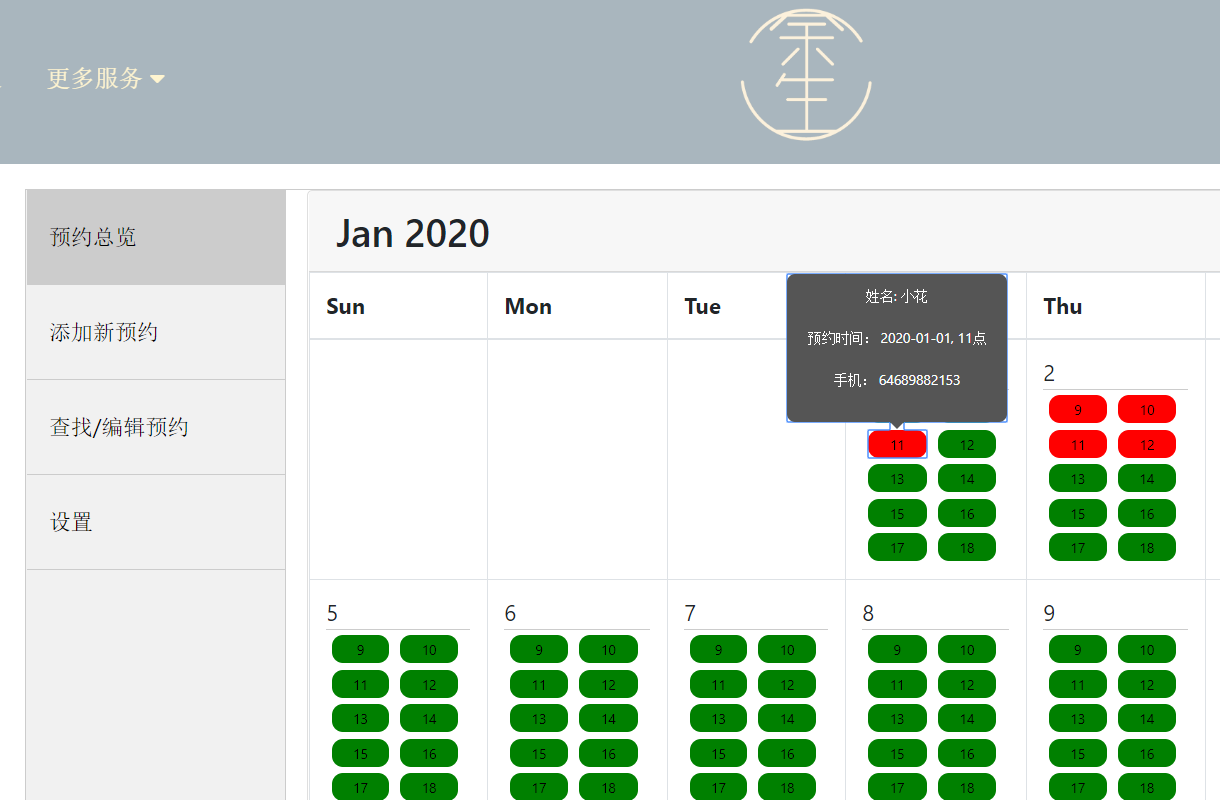 更多服务
预约总览
添加新预约
查找/编辑预约
设置
Jan 2020
Sun Mon Tue Thu
姓名: 小花
预约时间： 2020-01-01, 11点
手机： 64689882153
2
9 10
11 12 11 12
13 14 13 14
15 16 15 16
17 18 17 18
5 6 7 8 9
9 10 9 10 9 10 9 10 9 10
11 12 11 12 11 12 11 12 11 12
13 14 13 14 13 14 13 14 13 14
15 16 15 16 15 16 15 16 15 16
17 18 17 18 17 18 17 18 17 18